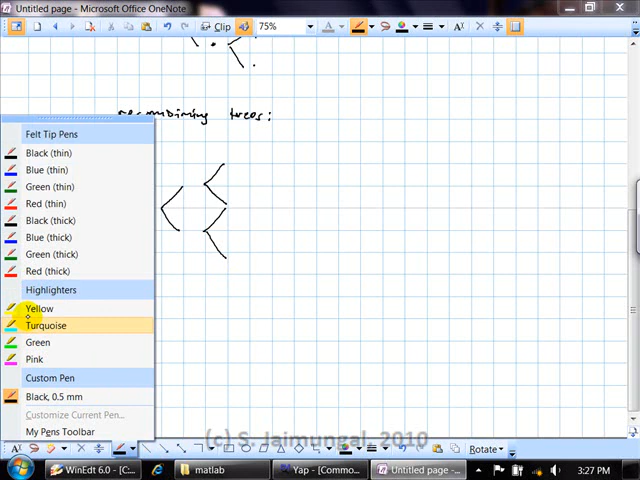 Untitled page - Microsoft Office OneNote
Back
Clip
75%
recombining trees:
Felt Tip Pens
Black (thin)
Blue (thin)
Green (thin)
Red (thin)
Black (thick)
Blue (thick)
Green (thick)
Red (thick)
Highlighters
Yellow
Turquoise
Green
Pink
Custom Pen
Black, 0.5 mm
Customize Current Pen...
My Pens Toolbar
(c) S. Jaimungal, 2010
Rotate
WinEdt 6.0 - [C:...
matlab
Yap - [Commo...
Untitled page - ...
3:27 PM